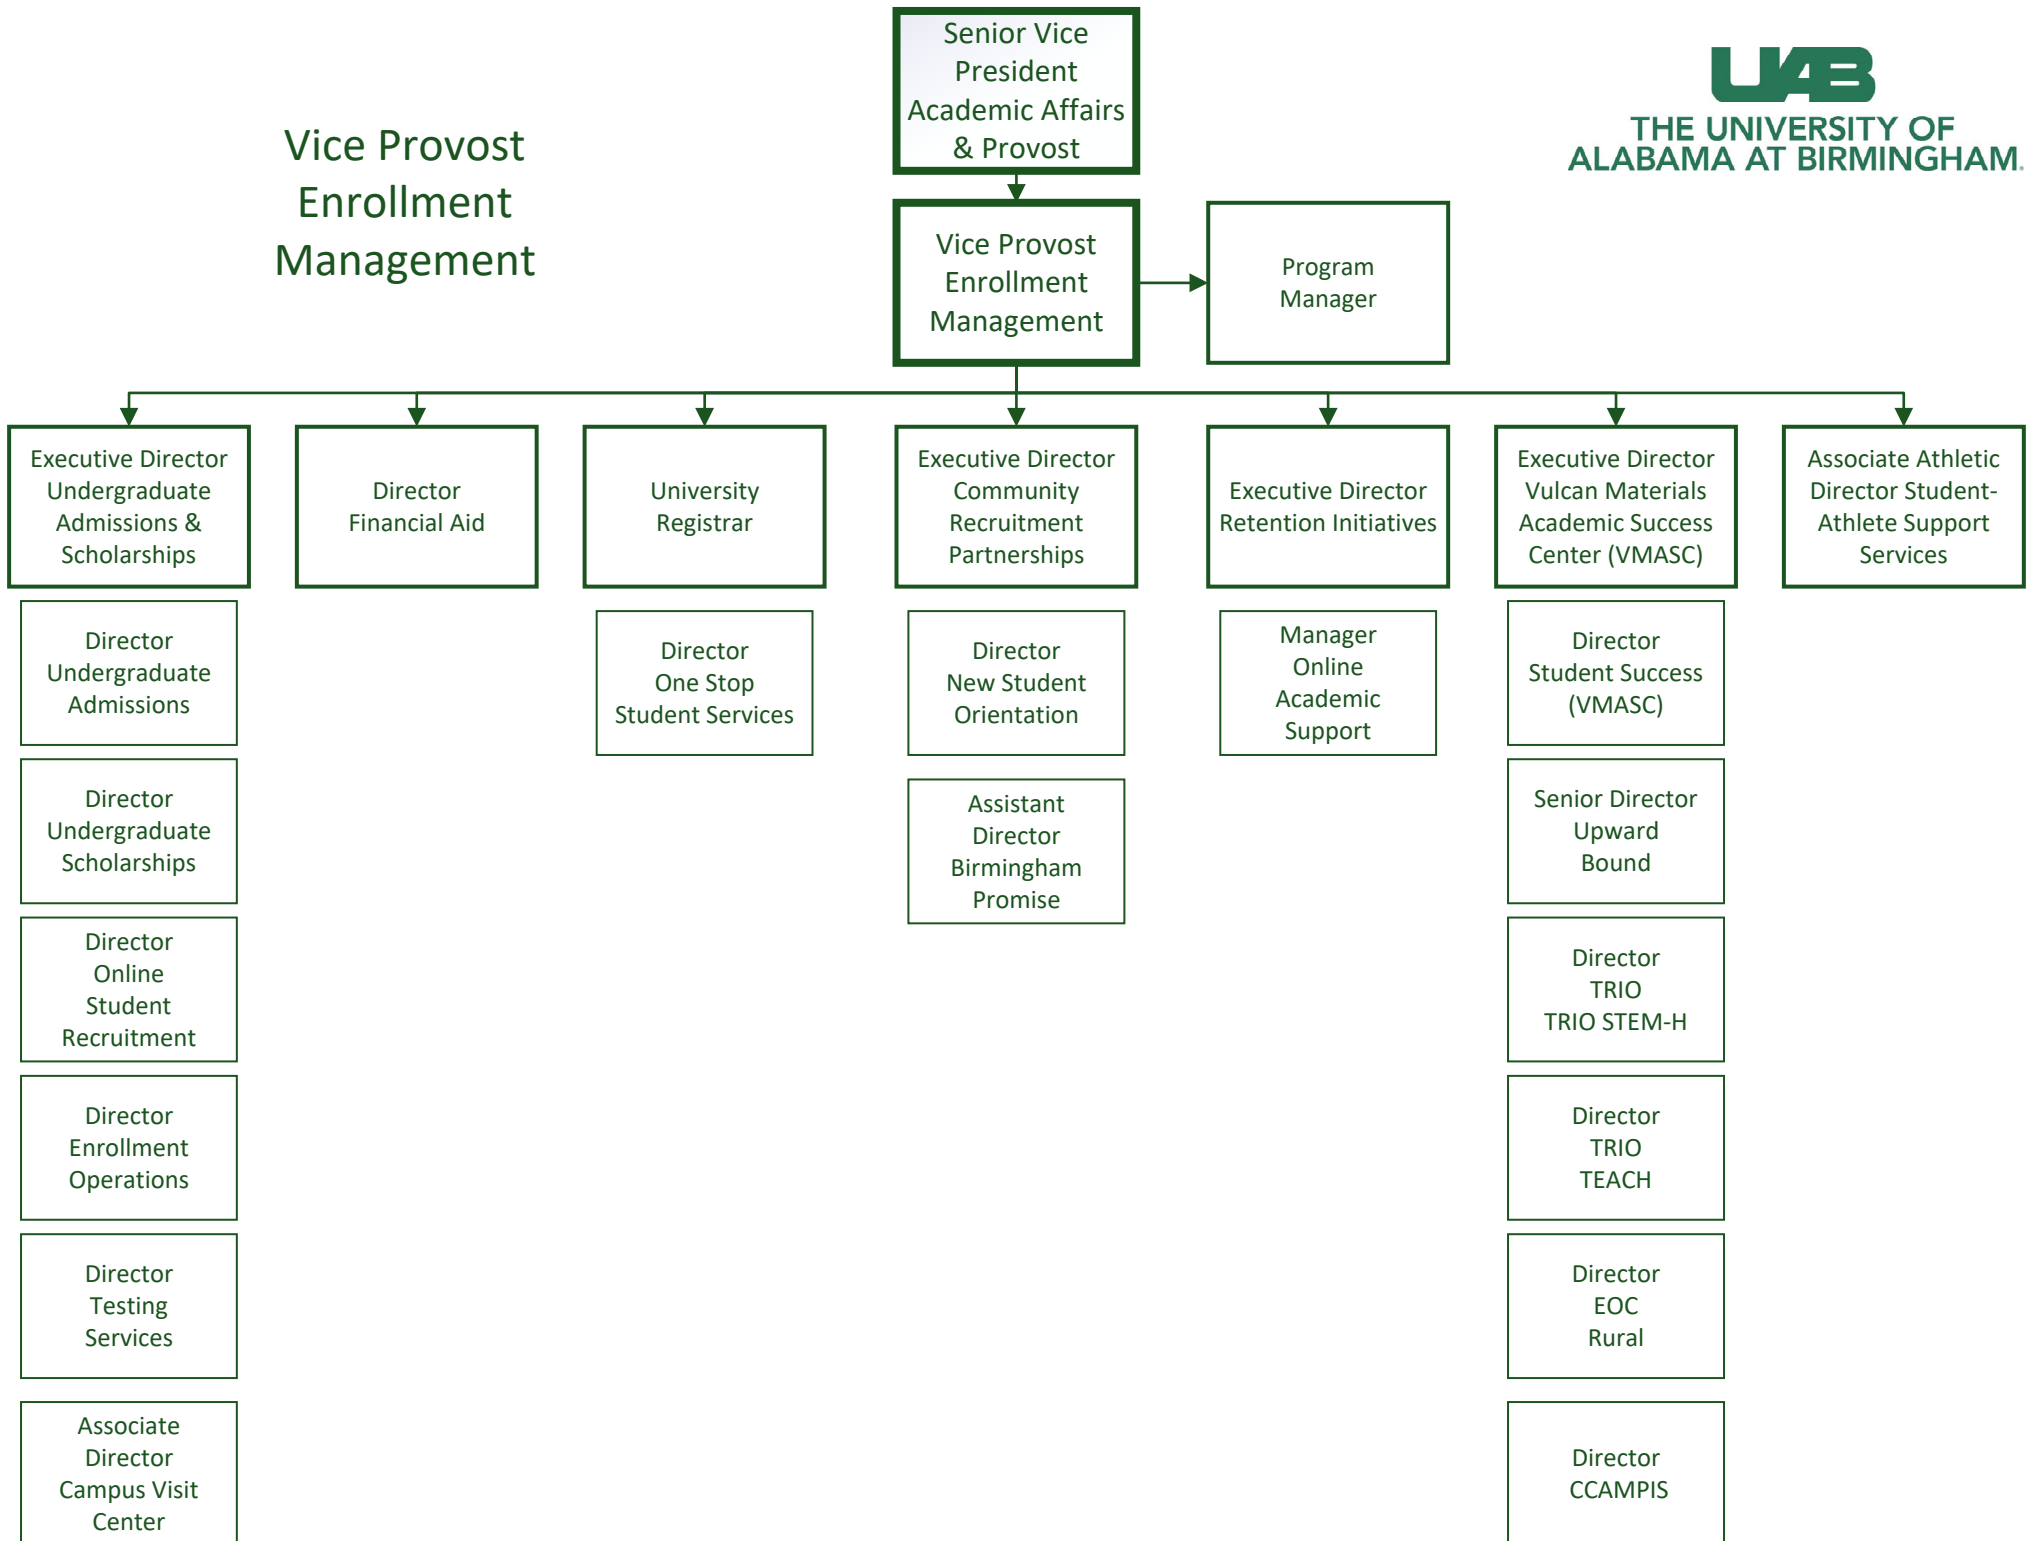 Senior Vice
President
Academic Affairs
& Provost
UAB
THE UNIVERSITY OF
ALABAMA AT BIRMINGHAM.
Vice Provost
Enrollment
Management
Vice Provost
Enrollment
Management
Program
Manager
Executive Director
Undergraduate
Admissions &
Scholarships
Director
Financial Aid
University
Registrar
Executive Director
Community
Recruitment
Partnerships
Executive Director
Retention Initiatives
Executive Director
Vulcan Materials
Academic Success
Center (VMASC)
Associate Athletic
Director Student-
Athlete Support
Services
Director
Undergraduate
Admissions
Director
One Stop
Student Services
Director
New Student
Orientation
Manager
Online
Academic
Support
Director
Student Success
(VMASC)
Director
Undergraduate
Scholarships
Assistant
Director
Birmingham
Promise
Senior Director
Upward
Bound
Director
Online
Student
Recruitment
Director
TRIO
TRIO STEM-H
Director
Enrollment
Operations
Director
TRIO
TEACH
Director
Testing
Services
Director
EOC
Rural
Associate
Director
Campus Visit
Center
Director
CCAMPIS